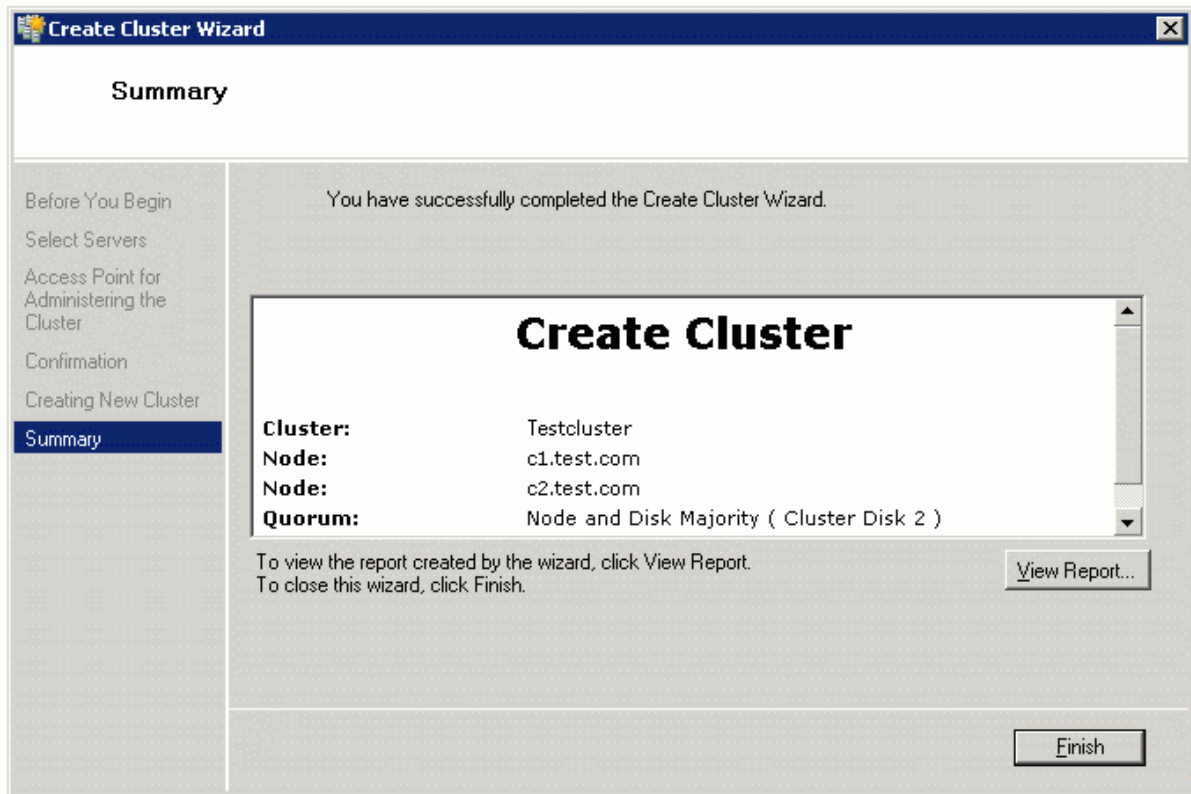 Create Cluster Wizard
Summary
Before You Begin
Select Servers
Access Point for
Administering the
Cluster
Confirmation
Creating New Cluster
Summary
You have successfully completed the Create Cluster Wizard.
Create Cluster
Cluster: Testcluster
Node: c1.test.com
Node: c2.test.com
Quorum: Node and Disk Majority ( Cluster Disk 2 )
To view the report created by the wizard, click View Report.
To close this wizard, click Finish.
View Report...
Finish